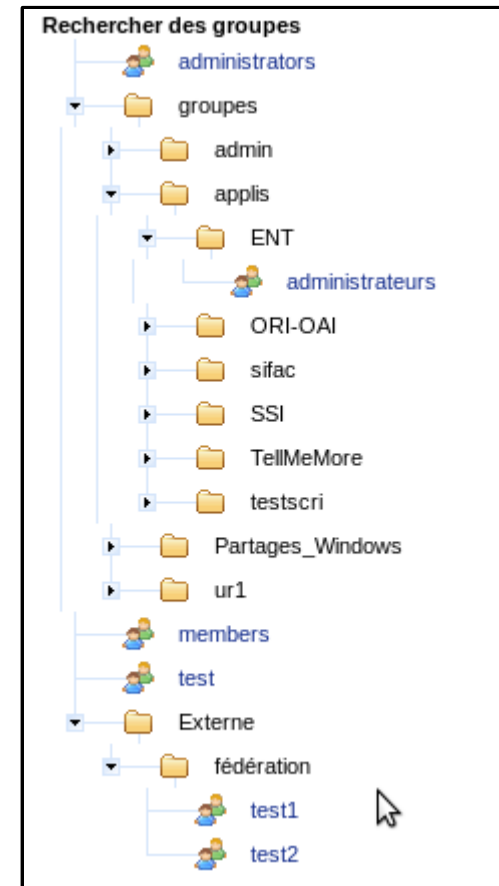 Rechercher des groupes
administrators
groupes
admin
applis
ENT
administrateurs
ORI-OAI
sifac
SSI
TellMeMore
testscri
Partages_Windows
ur1
members
test
Externe
fédération
test1
test2